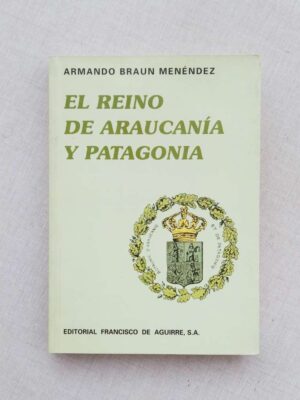 ARMANDO BRAUN MENÉNDEZ
EL REINO
DE ARAUCANÍA
Y PATAGONIA
EDITORIAL FRANCISCO DE AGUIRRE, S.A.